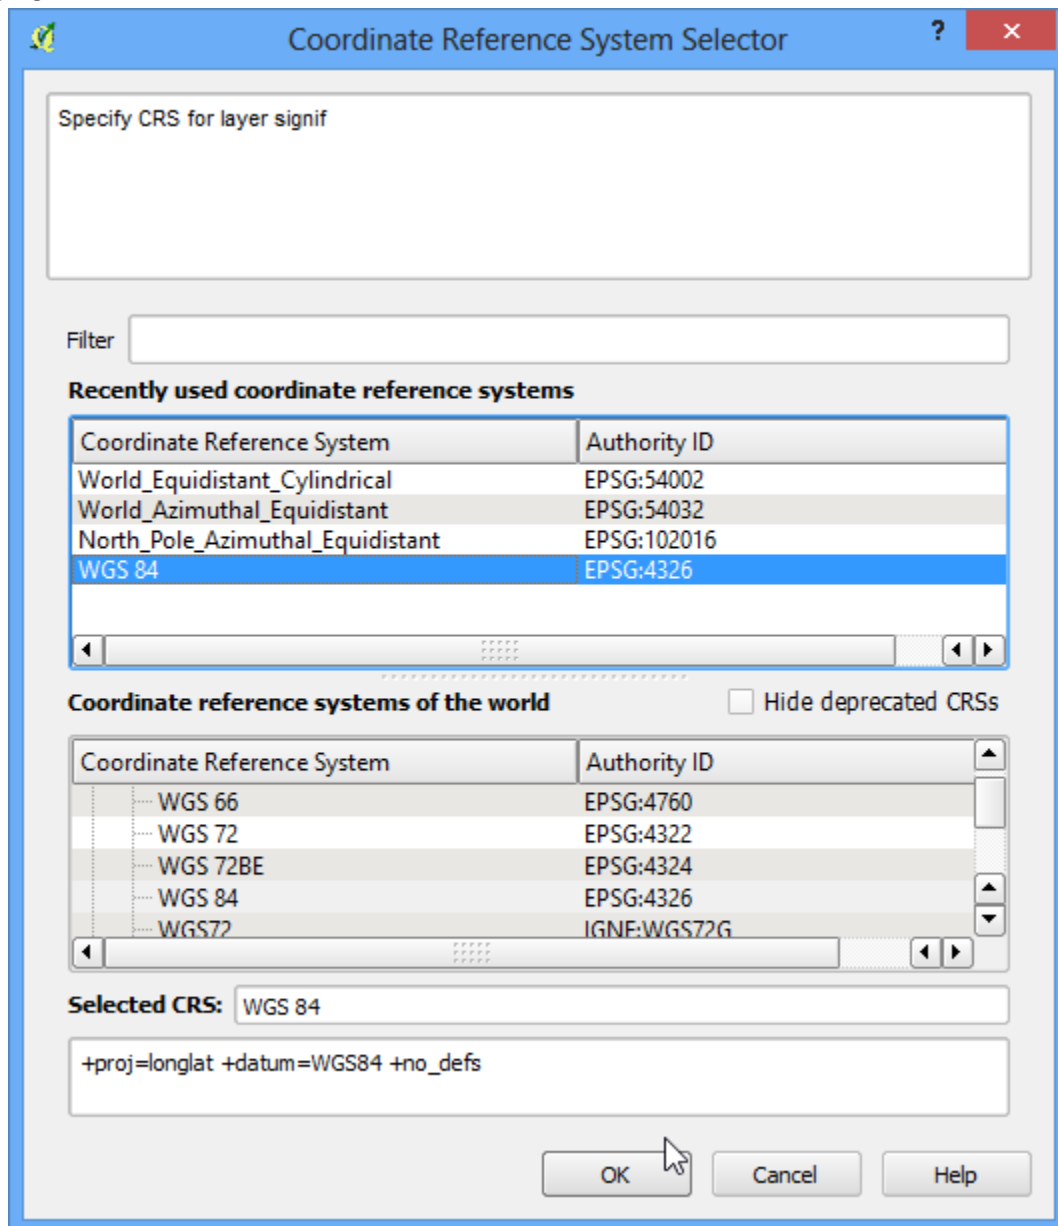 Coordinate Reference System Selector ?
Specify CRS for layer signif
Filter
Recently used coordinate reference systems
Coordinate Reference System Authority ID
World_Equidistant_Cylindrical EPSG:54002
World_Azimuthal_Equidistant EPSG:54032
North_Pole_Azimuthal_Equidistant EPSG:102016
WGS 84 EPSG:4326
Coordinate reference systems of the world Hide deprecated CRSs
Coordinate Reference System Authority ID
WGS 66 EPSG:4760
WGS 72 EPSG:4322
WGS 72BE EPSG:4324
WGS 84 EPSG:4326
WGS72 IGNF:WGS72G
Selected CRS: WGS 84
+proj=longlat +datum=WGS84 +no_defs
OK Cancel Help